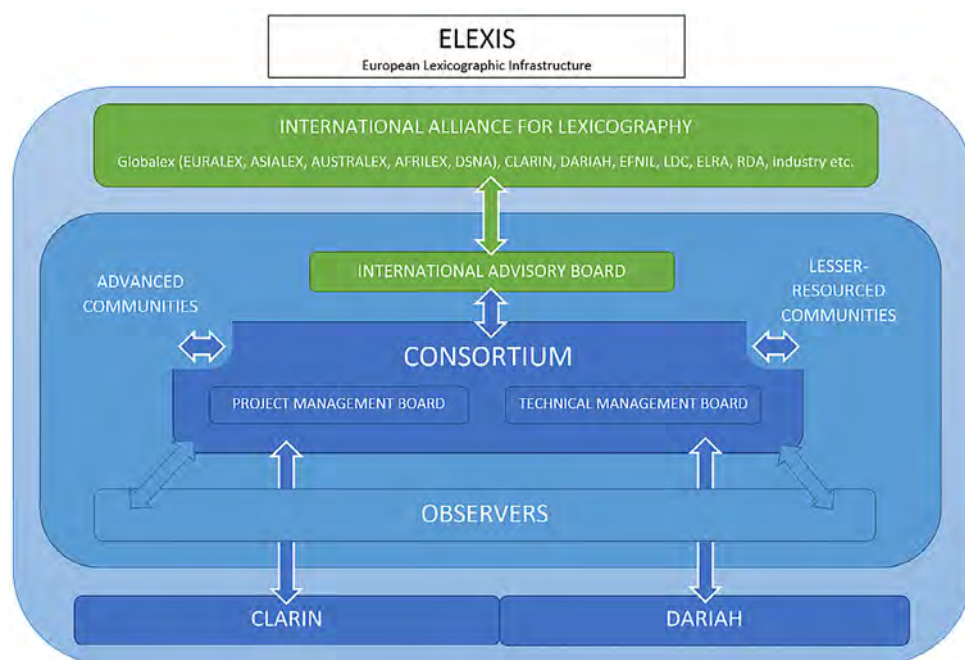 ELEXIS
European Lexicographic Infrastructure
INTERNATIONAL ALLIANCE FOR LEXICOGRAPHY
Globalex (EURALEX, ASIALEX, AUSTRALEX, AFRILEX, DSNA), CLARIN, DARIAH, EFNIL, LDC, ELRA, RDA, industry etc.
INTERNATIONAL ADVISORY BOARD
ADVANCED
COMMUNITIES
LESSER-
RESOURCED
COMMUNITIES
CONSORTIUM
PROJECT MANAGEMENT BOARD
TECHNICAL MANAGEMENT BOARD
OBSERVERS
CLARIN
DARIAH